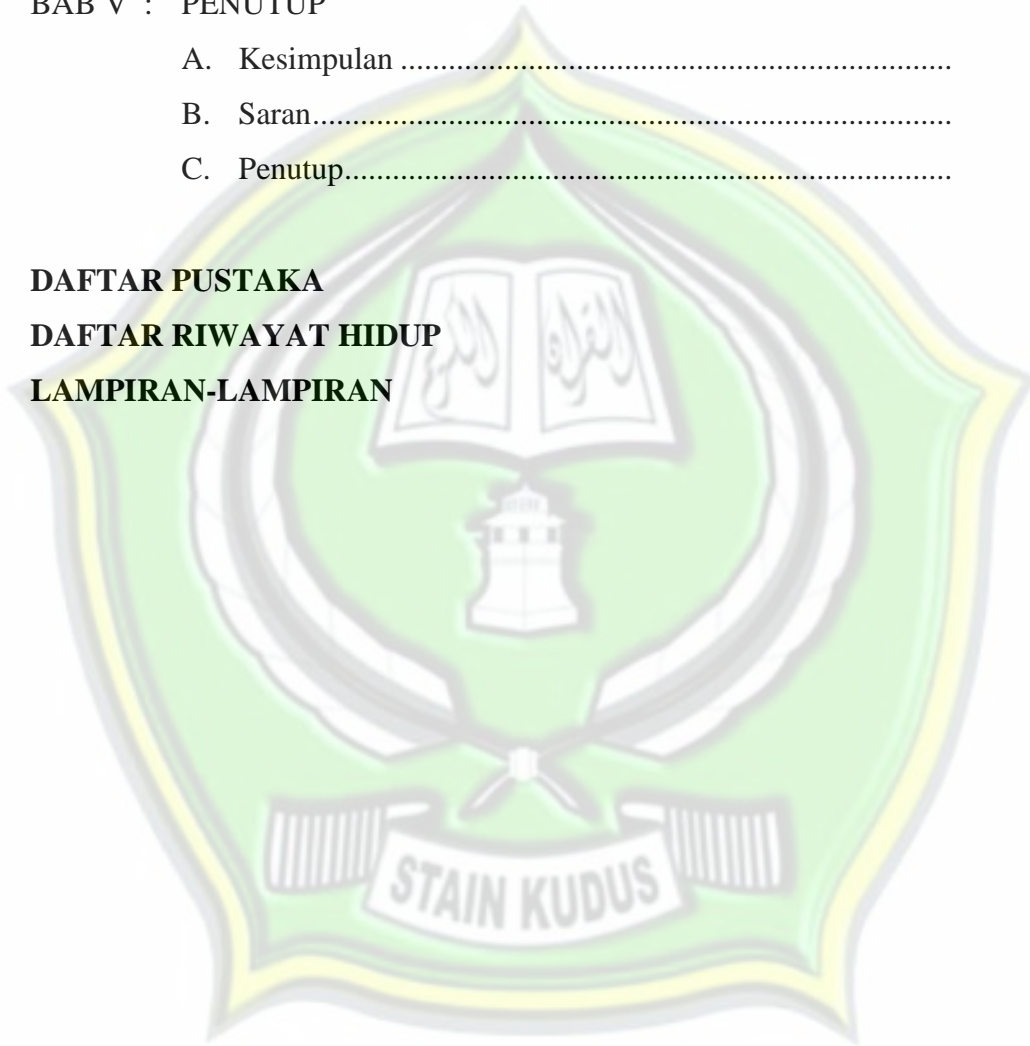 BAB V : PENUTUP
A. Kesimpulan ......................................................................
B. Saran.................................................................................
C. Penutup.............................................................................
DAFTAR PUSTAKA
DAFTAR RIWAYAT HIDUP
LAMPIRAN-LAMPIRAN
STAIN KUDUS